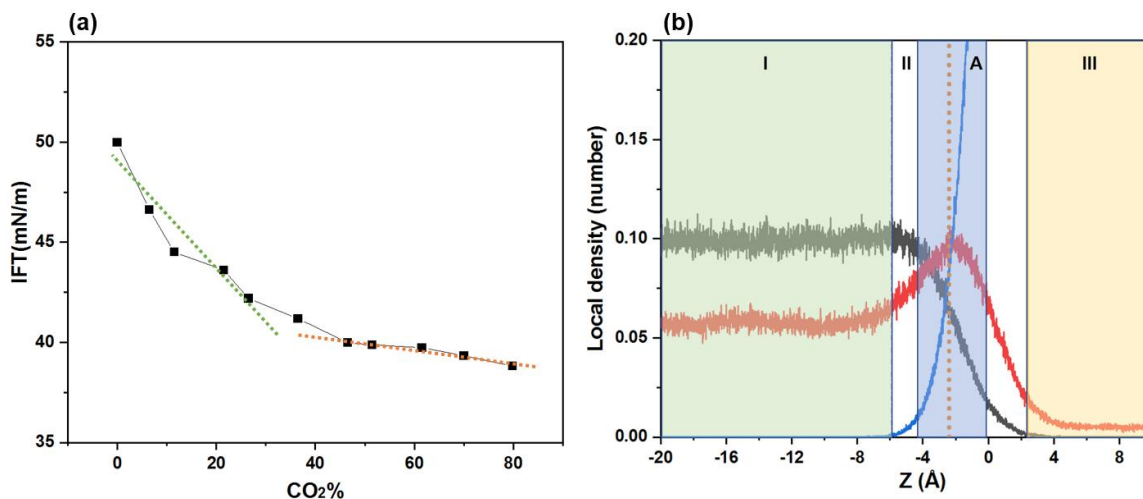 (a)
55
50
45
40
35
IFT(mN/m)
0 20 40 60 80
CO₂%
(b)
0.20
0.15
0.10
0.05
0.00
Local density (number)
I II A III
-20 -16 -12 -8 -4 0 4 8
Z (Å)